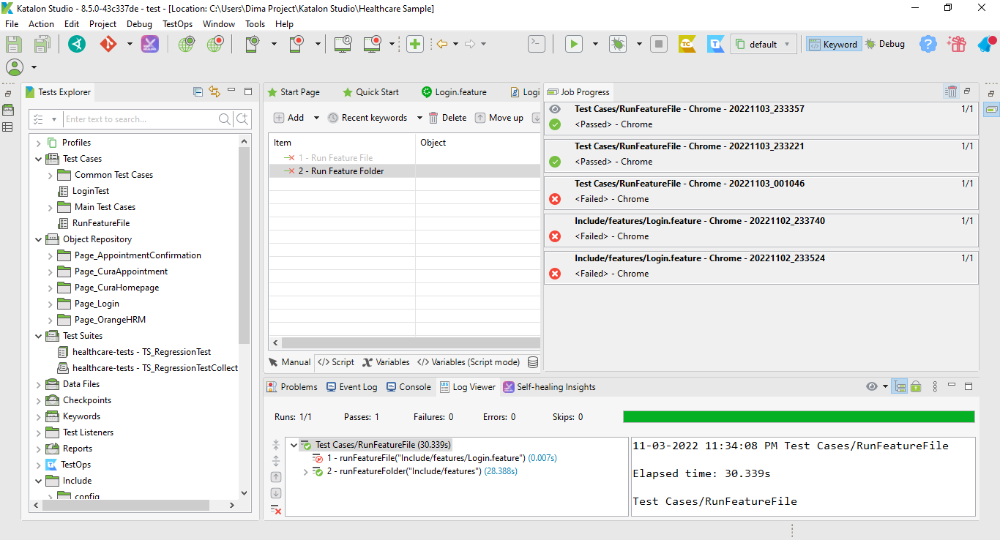 Katalon Studio - 8.5.0-43c337de - test - [Location: C:\Users\Dima Project\Katalon Studio\Healthcare Sample]
File Action Edit Project Debug TestOps Window Tools Help
default Keyword Debug
Tests Explorer
Enter text to search...
Profiles
Test Cases
Common Test Cases
LoginTest
Main Test Cases
RunFeatureFile
Object Repository
Page_AppointmentConfirmation
Page_CuraAppointment
Page_CuraHomepage
Page_Login
Page_OrangeHRM
Test Suites
healthcare-tests - TS_RegressionTest
healthcare-tests - TS_RegressionTestCollect
Data Files
Checkpoints
Keywords
Test Listeners
Reports
TestOps
Include
config
Start Page Quick Start Login.feature Logi
Add Recent keywords Delete Move up
Item Object
1 - Run Feature File
2 - Run Feature Folder
Manual Script Variables Variables (Script mode)
Job Progress
Test Cases/RunFeatureFile - Chrome - 20221103_233357 1/1
<Passed> - Chrome
Test Cases/RunFeatureFile - Chrome - 20221103_233221 1/1
<Passed> - Chrome
Test Cases/RunFeatureFile - Chrome - 20221103_001046 1/1
<Failed> - Chrome
Include/features/Login.feature - Chrome - 20221102_233740 1/1
<Failed> - Chrome
Include/features/Login.feature - Chrome - 20221102_233524 1/1
<Failed> - Chrome
Problems Event Log Console Log Viewer Self-healing Insights
Runs: 1/1 Passes: 1 Failures: 0 Errors: 0 Skips: 0
Test Cases/RunFeatureFile (30.339s)
1 - runFeatureFile("Include/features/Login.feature") (0.007s)
2 - runFeatureFolder("Include/features") (28.388s)
11-03-2022 11:34:08 PM Test Cases/RunFeatureFile
Elapsed time: 30.339s
Test Cases/RunFeatureFile